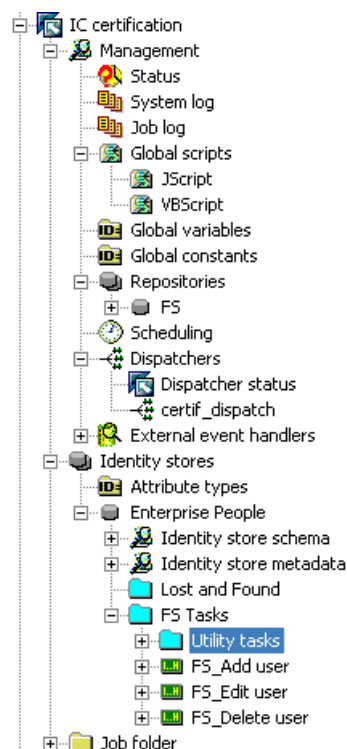 IC certification
Management
Status
System log
Job log
Global scripts
JScript
VBScript
Global variables
Global constants
Repositories
FS
Scheduling
Dispatchers
Dispatcher status
certif_dispatch
External event handlers
Identity stores
Attribute types
Enterprise People
Identity store schema
Identity store metadata
Lost and Found
FS Tasks
Utility tasks
FS_Add user
FS_Edit user
FS_Delete user
Job folder